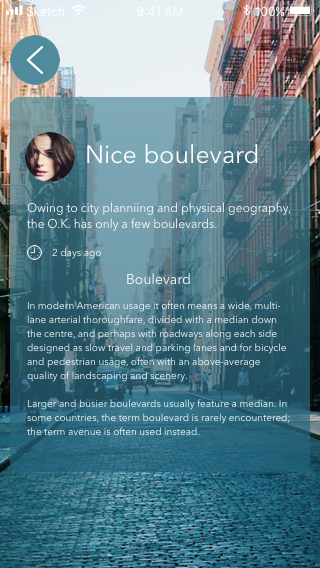 Sketch 9:41 AM 100%
Nice boulevard
Owing to city planniing and physical geography,
the O.K. has only a few boulevards.
2 days ago
Boulevard
In modern American usage it often means a wide, multi-
lane arterial thoroughfare, divided with a median down
the centre, and perhaps with roadways along each side
designed as slow travel and parking lanes and for bicycle
and pedestrian usage, often with an above-average
quality of landscaping and scenery.
Larger and busier boulevards usually feature a median. In
some countries, the term boulevard is rarely encountered;
the term avenue is often used instead.